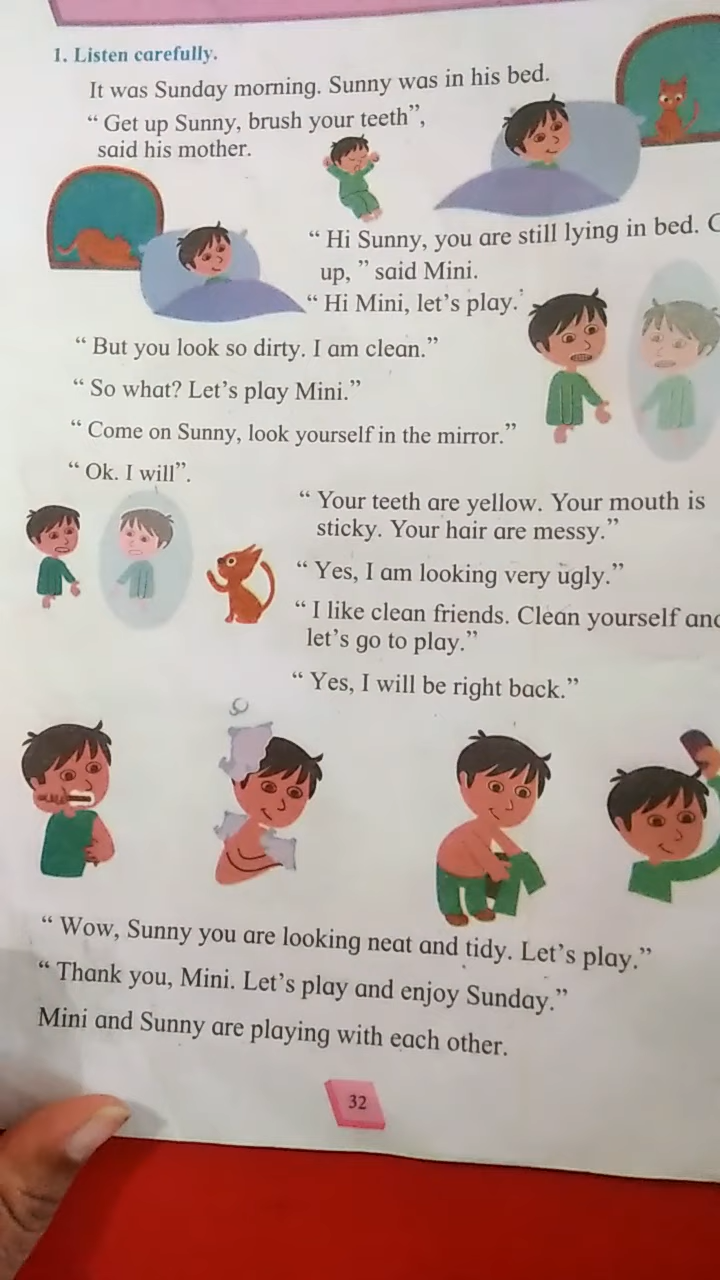 1. Listen carefully.
It was Sunday morning. Sunny was in his bed.
“ Get up Sunny, brush your teeth”,
said his mother.
“ Hi Sunny, you are still lying in bed.
up, ” said Mini.
“ Hi Mini, let’s play.’
“ But you look so dirty. I am clean.”
“ So what? Let’s play Mini.”
“ Come on Sunny, look yourself in the mirror.”
“ Ok. I will”.
“ Your teeth are yellow. Your mouth is
sticky. Your hair are messy.”
“ Yes, I am looking very ugly.”
“ I like clean friends. Clean yourself and
let’s go to play.”
“ Yes, I will be right back.”
“ Wow, Sunny you are looking neat and tidy. Let’s play.”
“ Thank you, Mini. Let’s play and enjoy Sunday.”
Mini and Sunny are playing with each other.
32